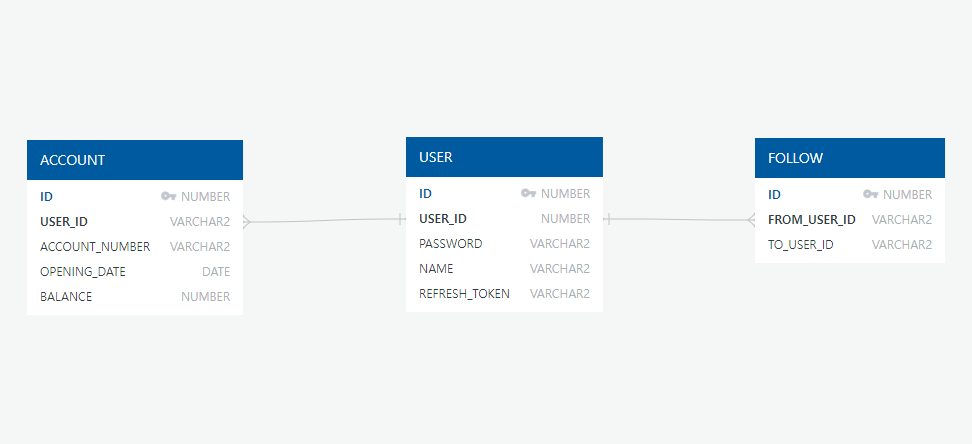 ACCOUNT
ID NUMBER
USER_ID VARCHAR2
ACCOUNT_NUMBER VARCHAR2
OPENING_DATE DATE
BALANCE NUMBER
USER
ID NUMBER
USER_ID NUMBER
PASSWORD VARCHAR2
NAME VARCHAR2
REFRESH_TOKEN VARCHAR2
FOLLOW
ID NUMBER
FROM_USER_ID VARCHAR2
TO_USER_ID VARCHAR2